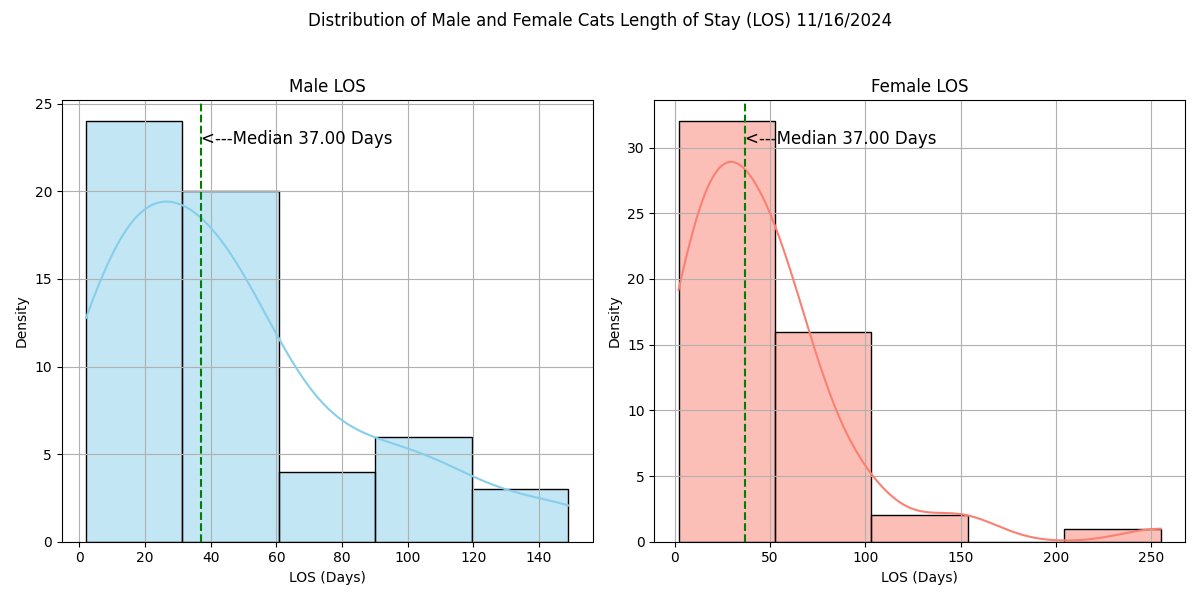 Distribution of Male and Female Cats Length of Stay (LOS) 11/16/2024
Male LOS
25
20
15
10
5
0
Density
<---Median 37.00 Days
0 20 40 60 80 100 120 140
LOS (Days)
Female LOS
30
25
20
15
10
5
0
Density
<---Median 37.00 Days
0 50 100 150 200 250
LOS (Days)